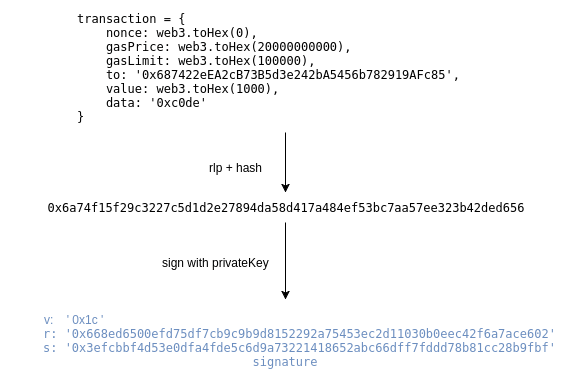 transaction = {
nonce: web3.toHex(0),
gasPrice: web3.toHex(20000000000),
gasLimit: web3.toHex(100000),
to: '0x687422eEA2cB73B5d3e242bA5456b782919AFc85',
value: web3.toHex(1000),
data: '0xc0de'
}
rlp + hash
0x6a74f15f29c3227c5d1d2e27894da58d417a484ef53bc7aa57ee323b42ded656
sign with privateKey
v: '0x1c'
r: '0x668ed6500efd75df7cb9c9b9d8152292a75453ec2d11030b0eec42f6a7ace602'
s: '0x3efcbbf4d53e0dfa4fde5c6d9a73221418652abc66dff7fddd78b81cc28b9fbf'
signature